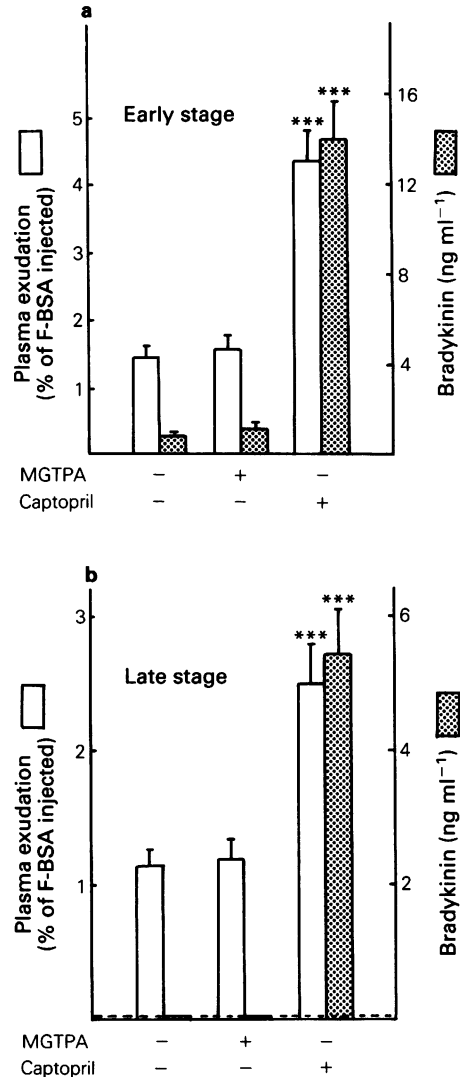 a
Early stage
***
***
5
4
3
2
1
16
12
8
4
Plasma exudation
(% of F-BSA injected)
Bradykinin (ng ml⁻¹)
MGTPA − + −
Captopril − − +
b
Late stage
***
***
3
2
1
6
4
2
Plasma exudation
(% of F-BSA injected)
Bradykinin (ng ml⁻¹)
MGTPA − + −
Captopril − − +